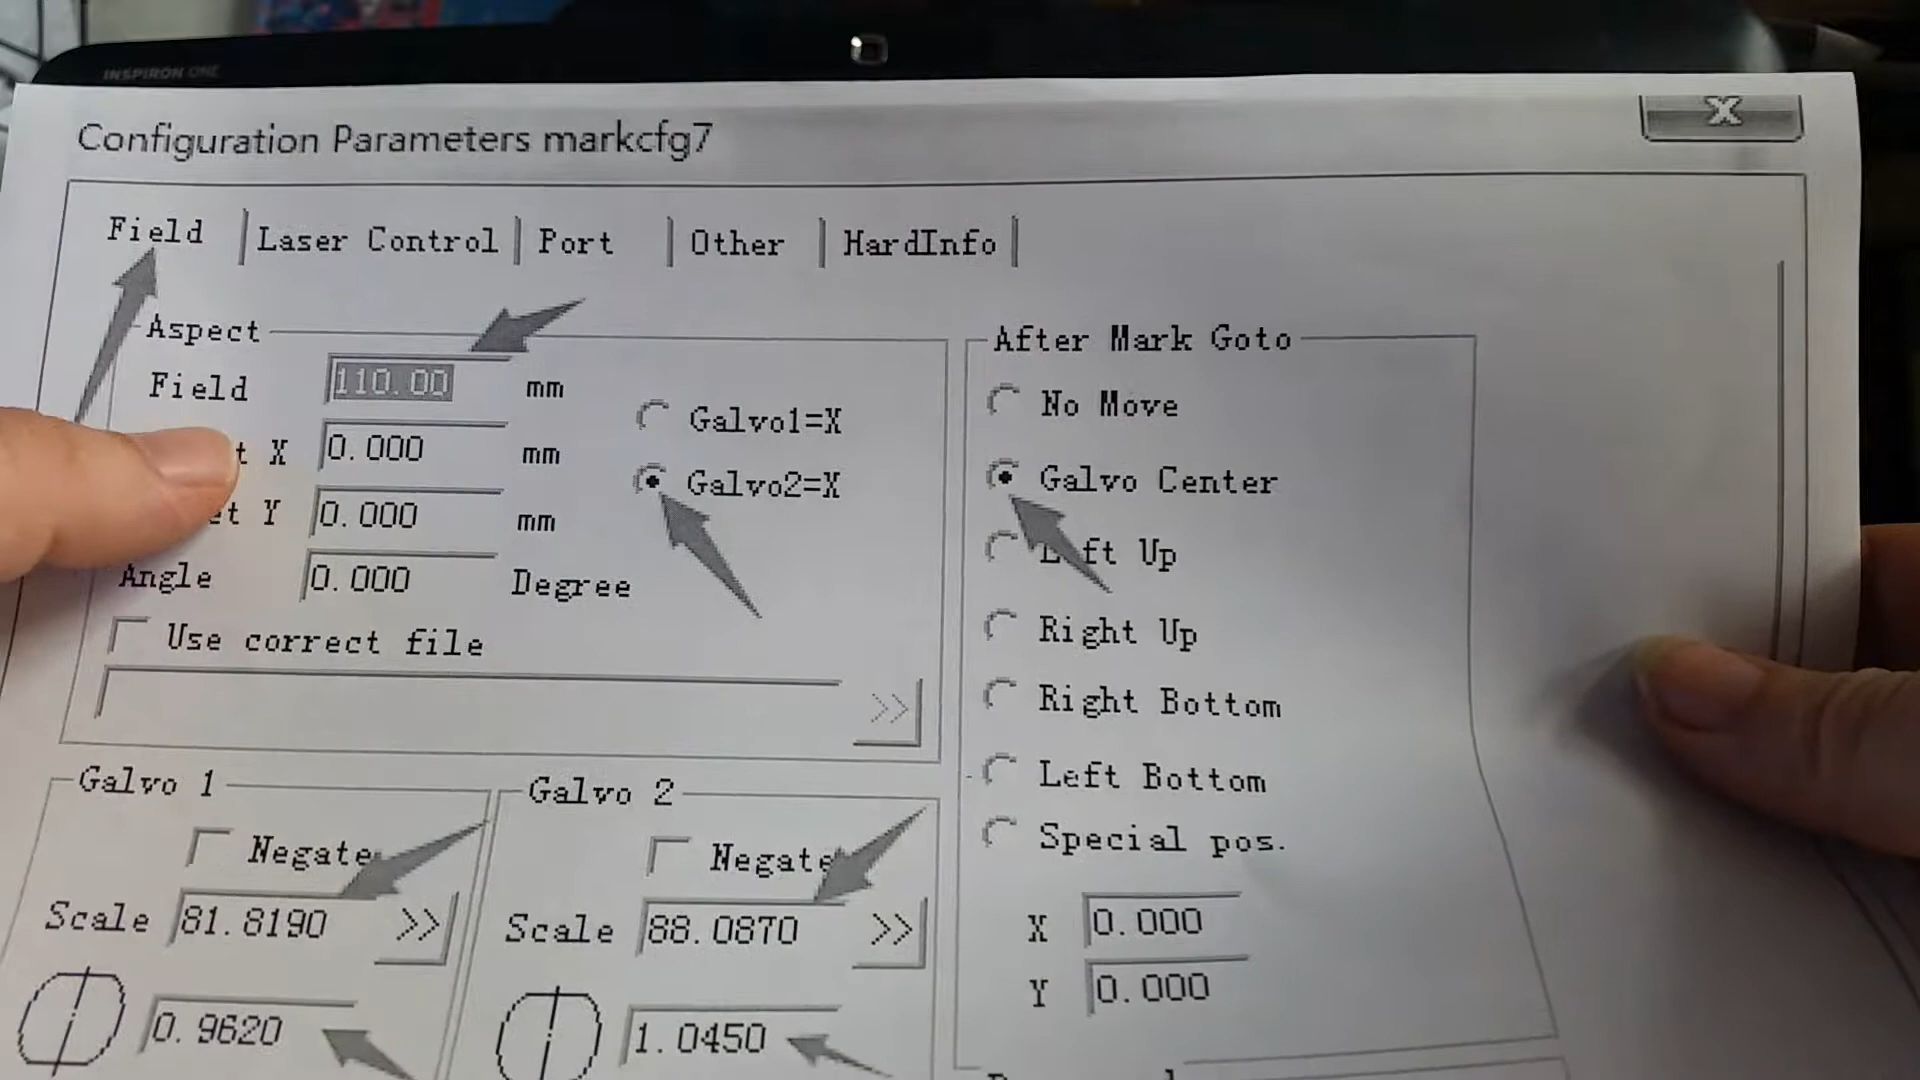 INSPIRON ONE
Configuration Parameters markcfg7
X
Field
Laser Control
Port
Other
HardInfo
Aspect
Field 110.00 mm
t X 0.000 mm
et Y 0.000 mm
Angle 0.000 Degree
Galvo1=X
Galvo2=X
Use correct file
>>
After Mark Goto
No Move
Galvo Center
Left Up
Right Up
Right Bottom
Left Bottom
Special pos.
X 0.000
Y 0.000
Galvo 1
Negate
Scale 81.8190 >>
0.9620
Galvo 2
Negate
Scale 88.0870 >>
1.0450